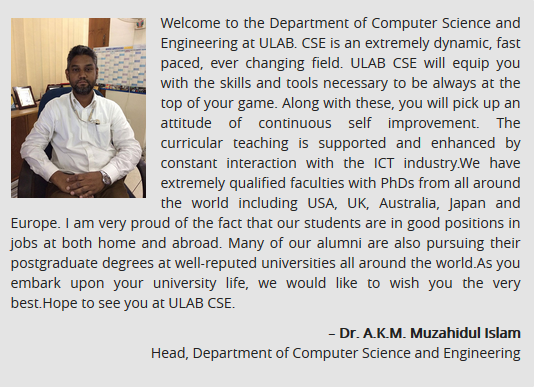 Welcome to the Department of Computer Science and
Engineering at ULAB. CSE is an extremely dynamic, fast
paced, ever changing field. ULAB CSE will equip you
with the skills and tools necessary to be always at the
top of your game. Along with these, you will pick up an
attitude of continuous self improvement. The
curricular teaching is supported and enhanced by
constant interaction with the ICT industry.We have
extremely qualified faculties with PhDs from all around
the world including USA, UK, Australia, Japan and
Europe. I am very proud of the fact that our students are in good positions in
jobs at both home and abroad. Many of our alumni are also pursuing their
postgraduate degrees at well-reputed universities all around the world.As you
embark upon your university life, we would like to wish you the very
best.Hope to see you at ULAB CSE.
– Dr. A.K.M. Muzahidul Islam
Head, Department of Computer Science and Engineering